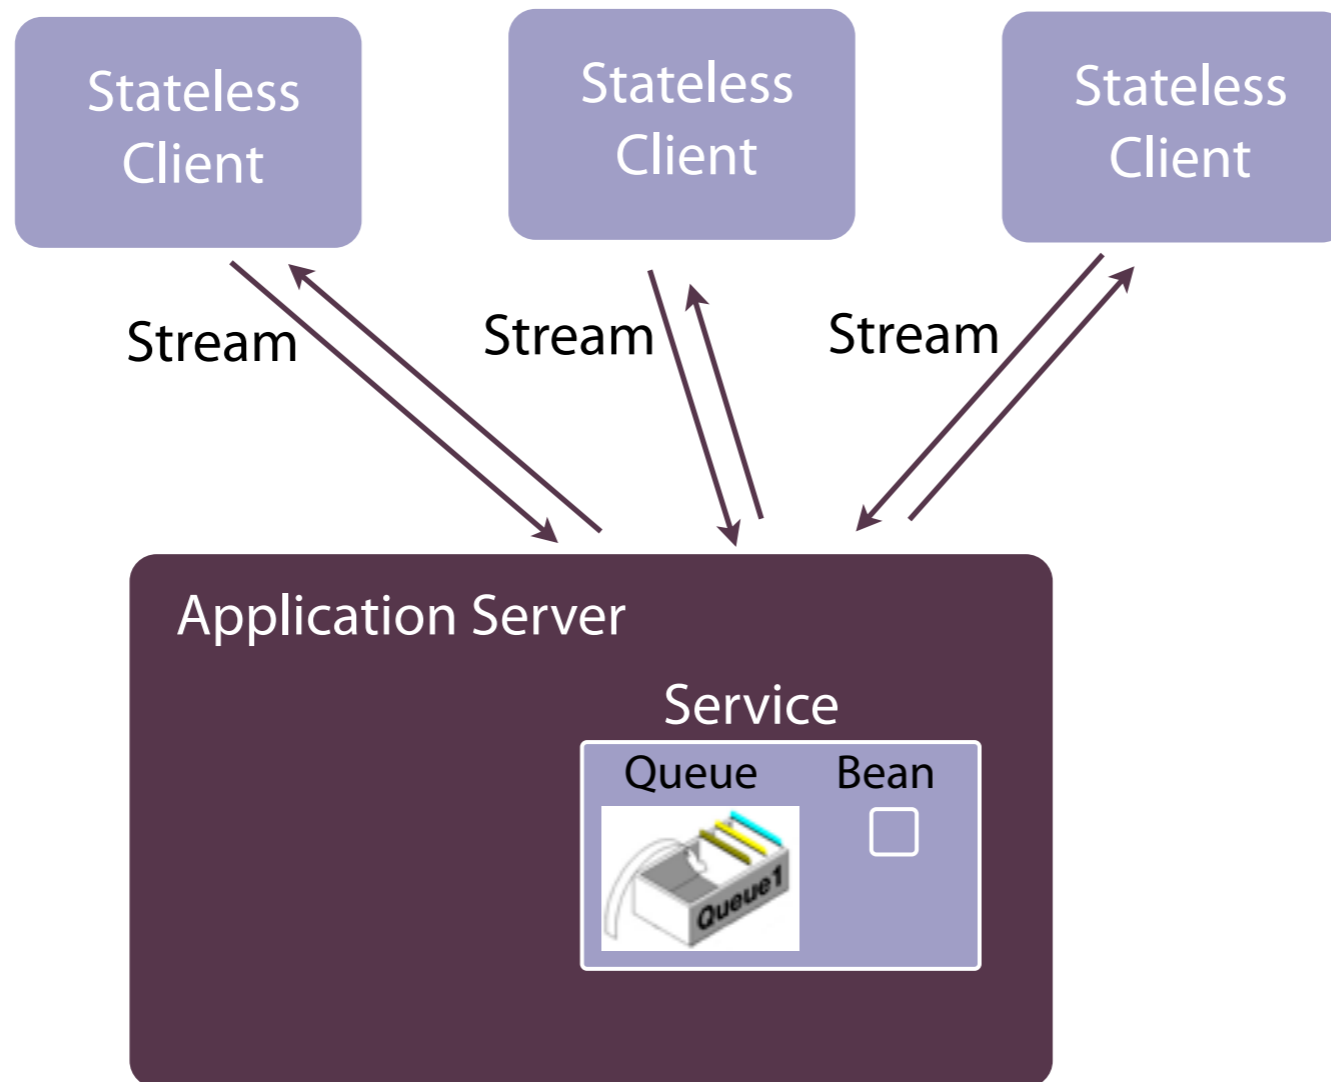 Stateless
Client
Stateless
Client
Stateless
Client
Stream
Stream
Stream
Application Server
Service
Queue
Bean
Queue1